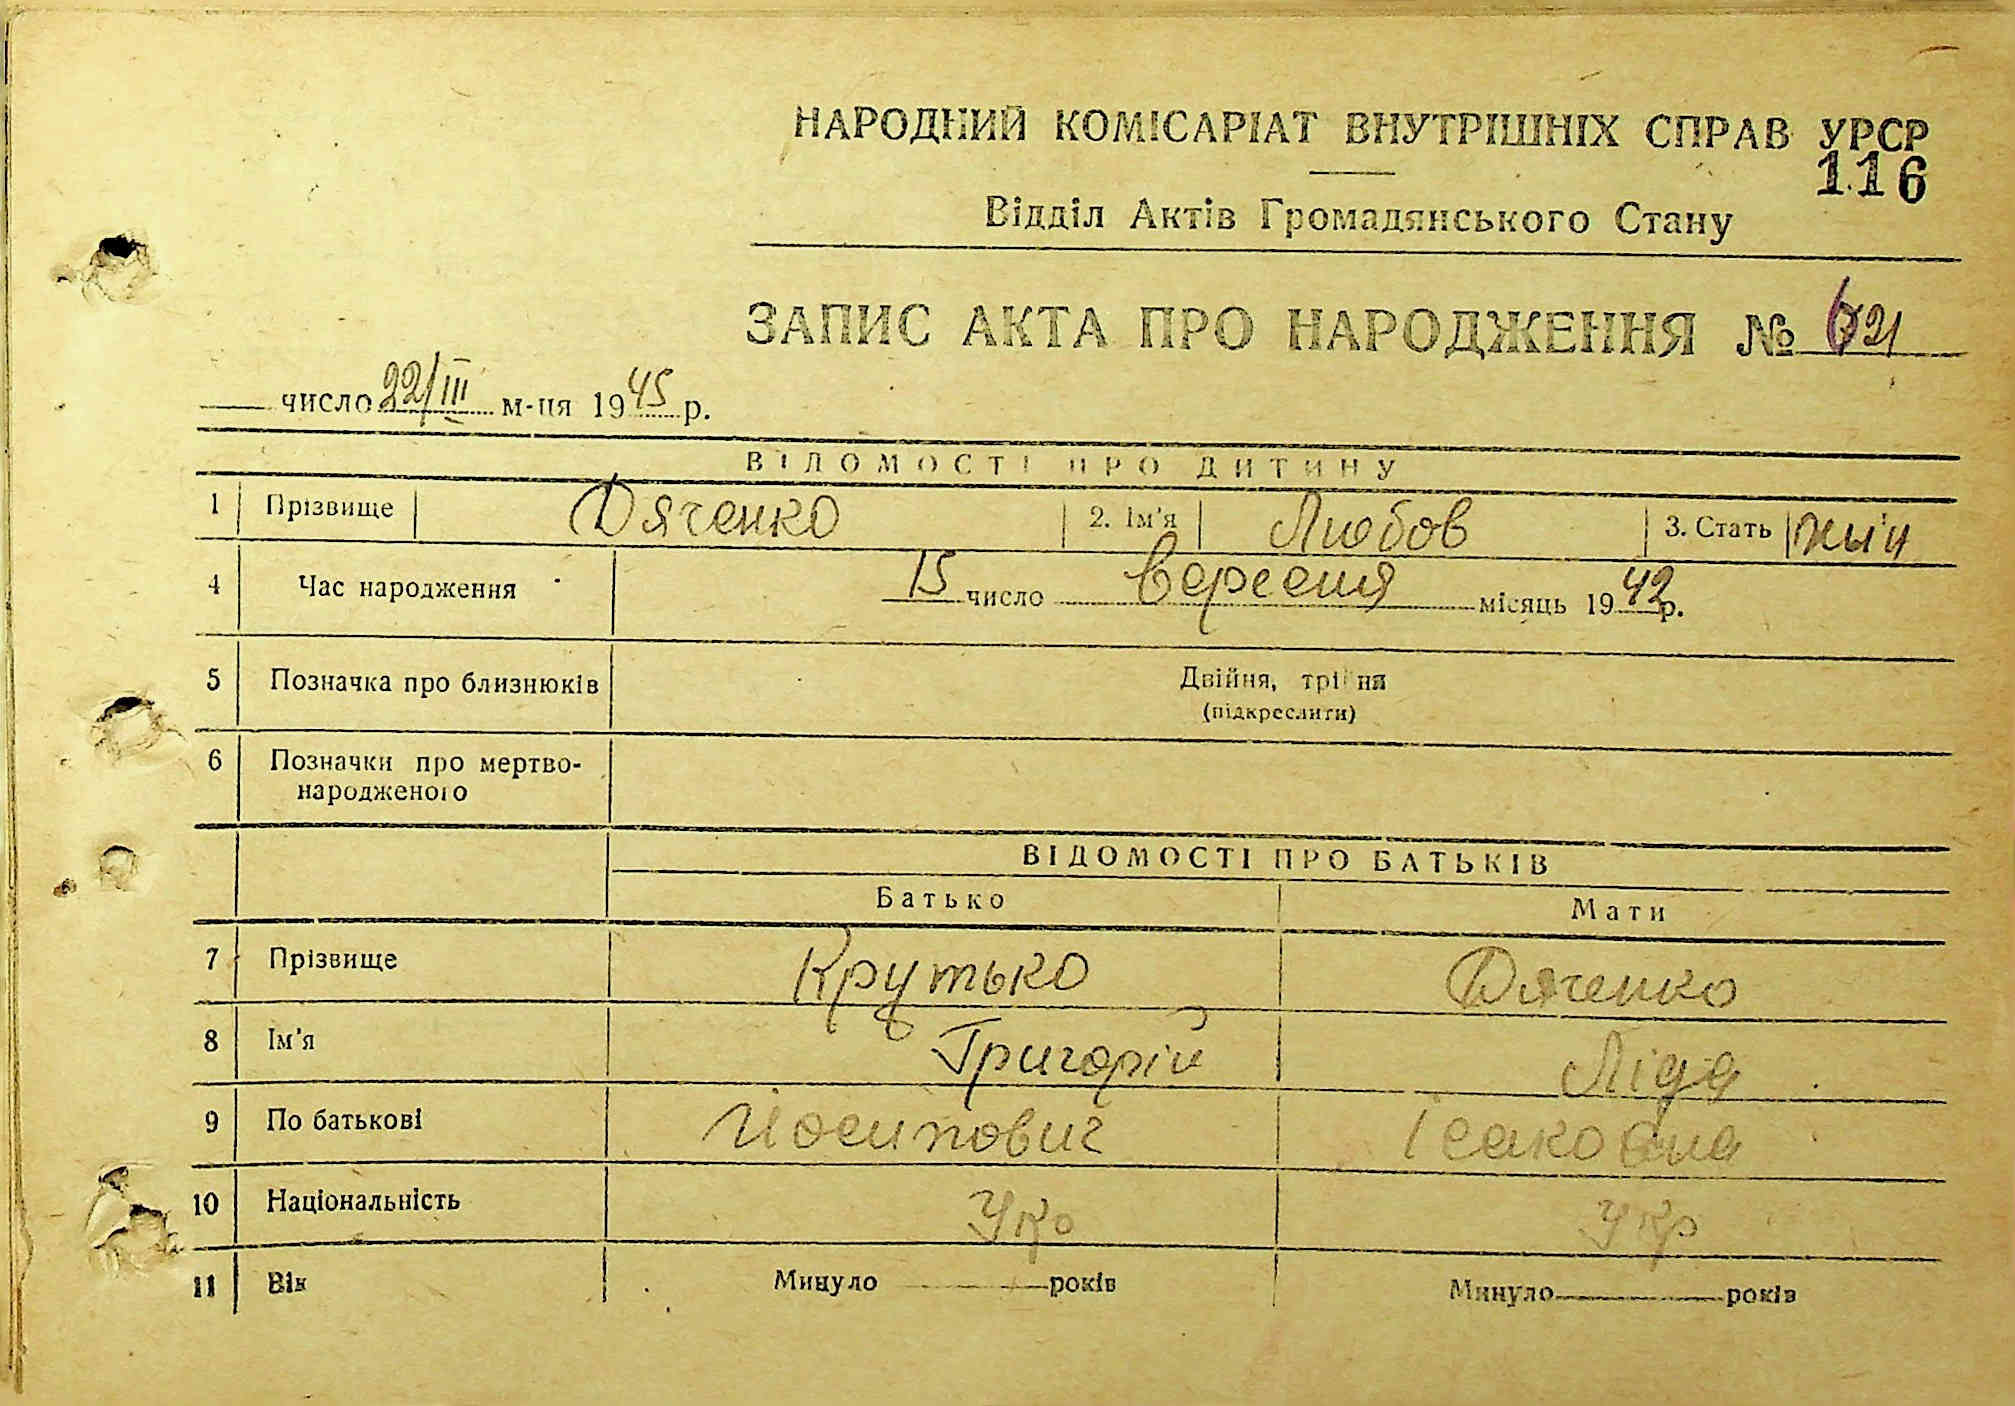 НАРОДНИЙ КОМІСАРІАТ ВНУТРІШНІХ СПРАВ УРСР
116
Відділ Актів Громадянського Стану
ЗАПИС АКТА ПРО НАРОДЖЕННЯ № 621
число 22/III м-ця 1945 р.
ВІДОМОСТІ ПРО ДИТИНУ
1 Прізвище Дяченко 2. Ім'я Любов 3. Стать
4 Час народження 15 число вересня місяць 1942 р.
5 Позначка про близнюків Двійня, трійня
(підкреслити)
6 Позначки про мертво-
народженого
ВІДОМОСТІ ПРО БАТЬКІВ
Батько Мати
7 Прізвище Крутько Дяченко
8 Ім'я Григорій Ліда
9 По батькові Йосипович Ісаковна
10 Національність Укр Укр
11 Вік Минуло років Минуло років